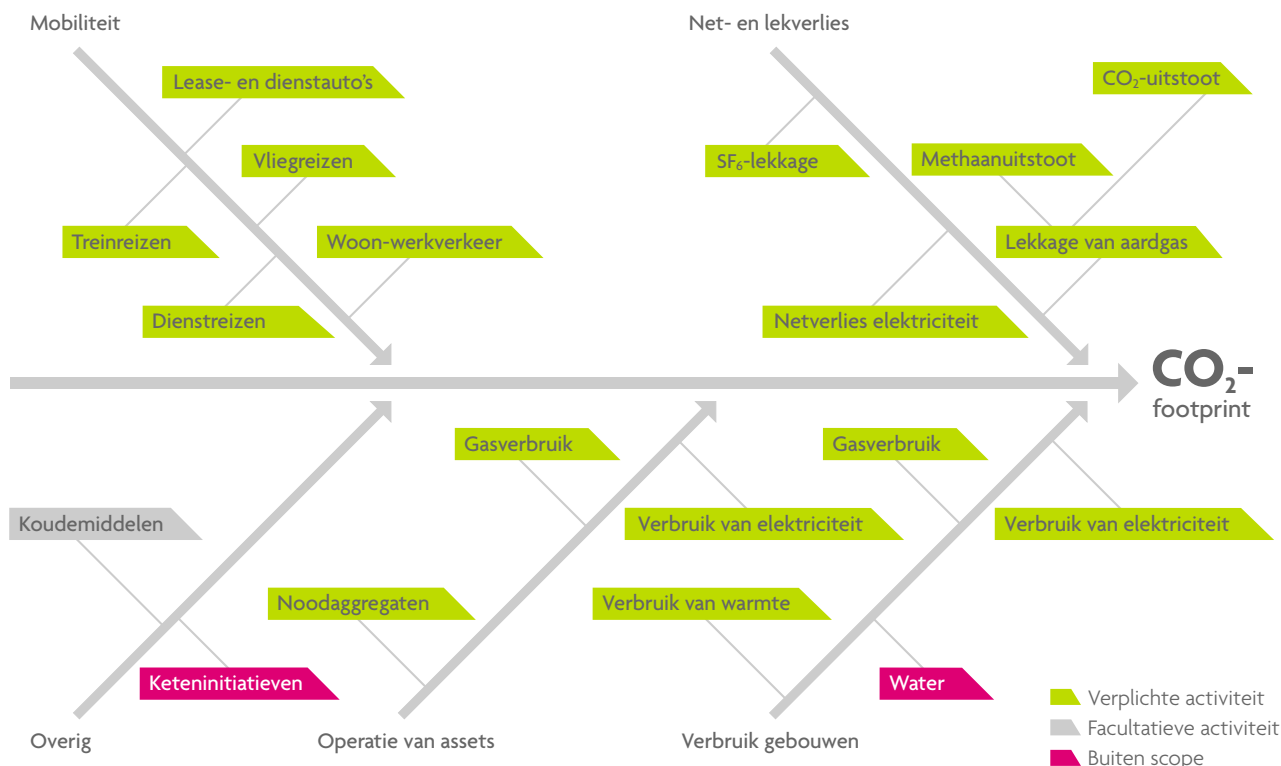 Mobiliteit
Net- en lekverlies
Lease- en dienstauto's
CO₂-uitstoot
Vliegreizen
SF₆-lekkage
Methaanuitstoot
Treinreizen
Woon-werkverkeer
Lekkage van aardgas
Dienstreizen
Netverlies elektriciteit
CO₂-
footprint
Gasverbruik
Gasverbruik
Koudemiddelen
Verbruik van elektriciteit
Verbruik van elektriciteit
Noodaggregaten
Verbruik van warmte
Keteninitiatieven
Water
Overig
Operatie van assets
Verbruik gebouwen
Verplichte activiteit
Facultatieve activiteit
Buiten scope